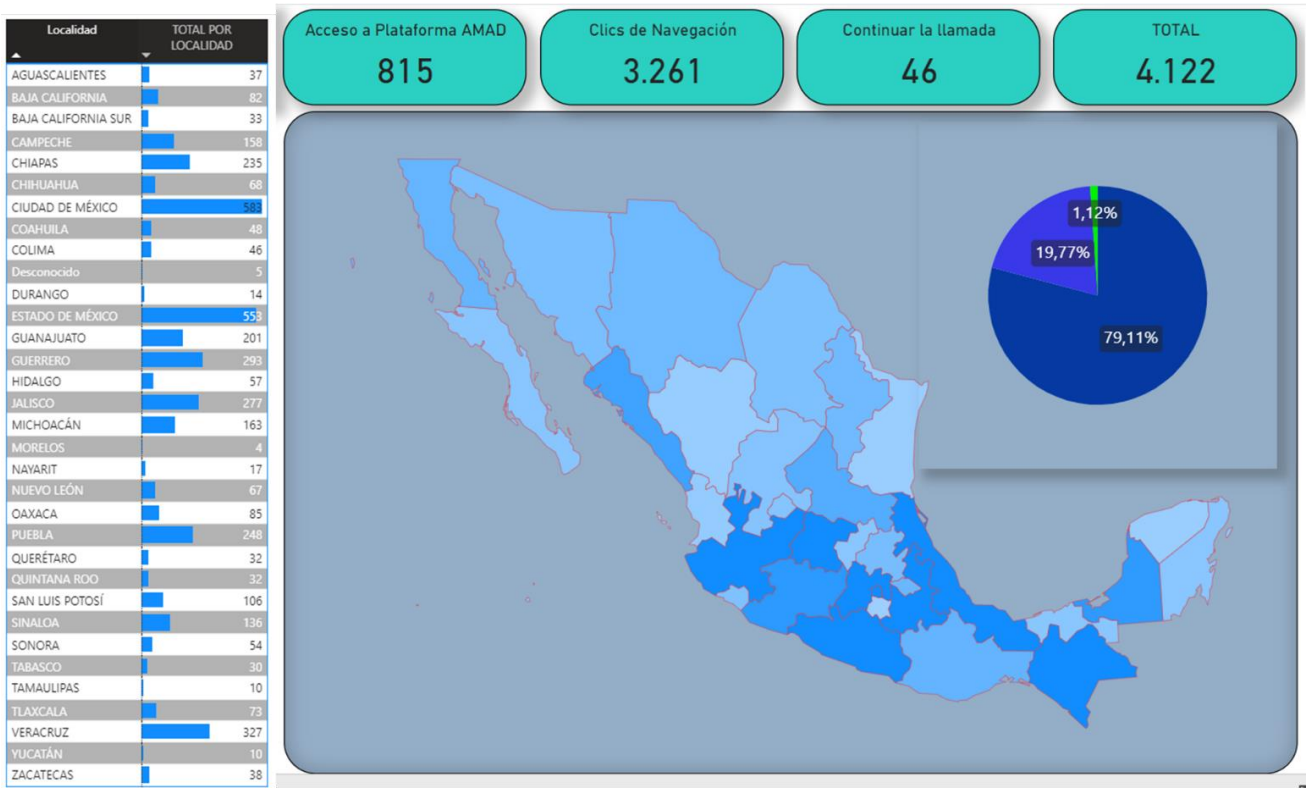 Localidad TOTAL POR
LOCALIDAD
AGUASCALIENTES 37
BAJA CALIFORNIA 82
BAJA CALIFORNIA SUR 33
CAMPECHE 158
CHIAPAS 235
CHIHUAHUA 68
CIUDAD DE MÉXICO 583
COAHUILA 48
COLIMA 46
Desconocido 5
DURANGO 14
ESTADO DE MÉXICO 553
GUANAJUATO 201
GUERRERO 293
HIDALGO 57
JALISCO 277
MICHOACÁN 163
MORELOS 4
NAYARIT 17
NUEVO LEÓN 67
OAXACA 85
PUEBLA 248
QUERÉTARO 32
QUINTANA ROO 32
SAN LUIS POTOSÍ 106
SINALOA 136
SONORA 54
TABASCO 30
TAMAULIPAS 10
TLAXCALA 73
VERACRUZ 327
YUCATÁN 10
ZACATECAS 38
Acceso a Plataforma AMAD
815
Clics de Navegación
3.261
Continuar la llamada
46
TOTAL
4.122
1,12%
19,77%
79,11%